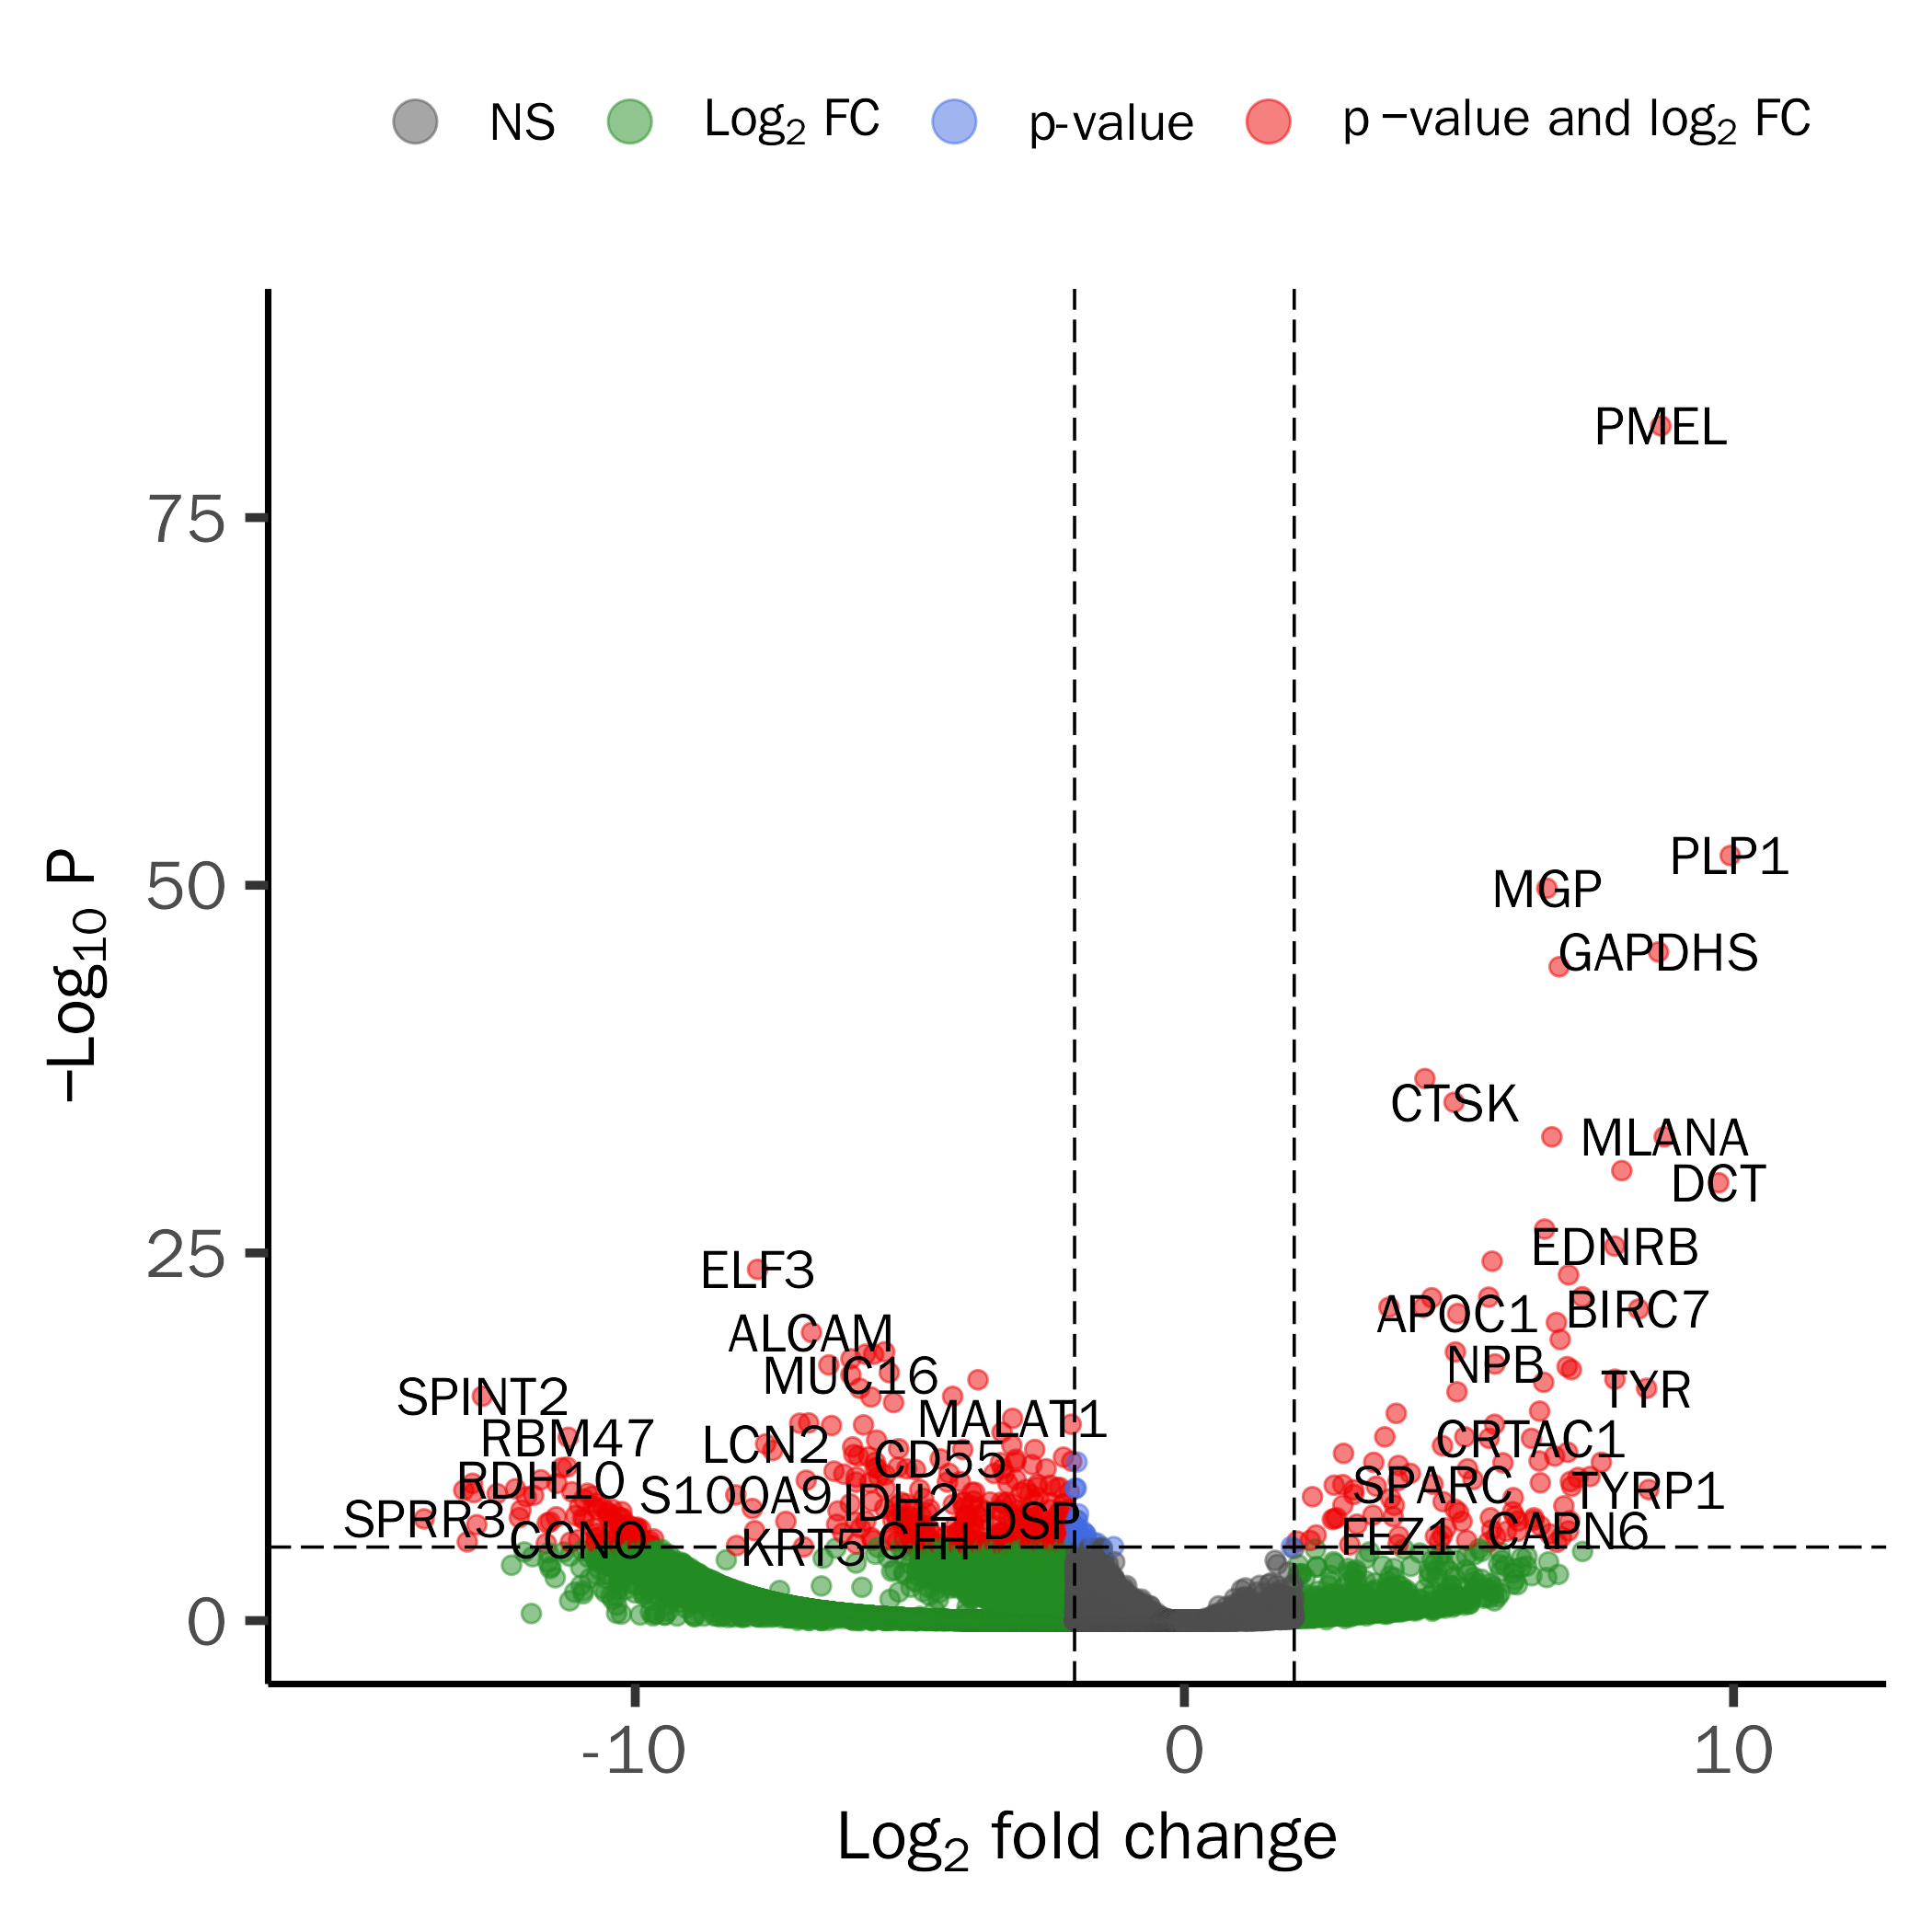 NS Log₂ FC p-value p −value and log₂ FC
PMEL
75
PLP1
50
MGP
GAPDHS
CTSK
MLANA
DCT
25
EDNRB
ELF3
BIRC7
APOC1
ALCAM
NPB
MUC16
TYR
SPINT2
MALAT1
RBM47
CRTAC1
LCN2
CD55
RDH10
SPARC
TYRP1
S100A9
IDH2
SPRR3
DSP
CAPN6
FEZ1
CCNO
KRT5
CFH
0
-10 0 10
Log₂ fold change
−Log₁₀ P